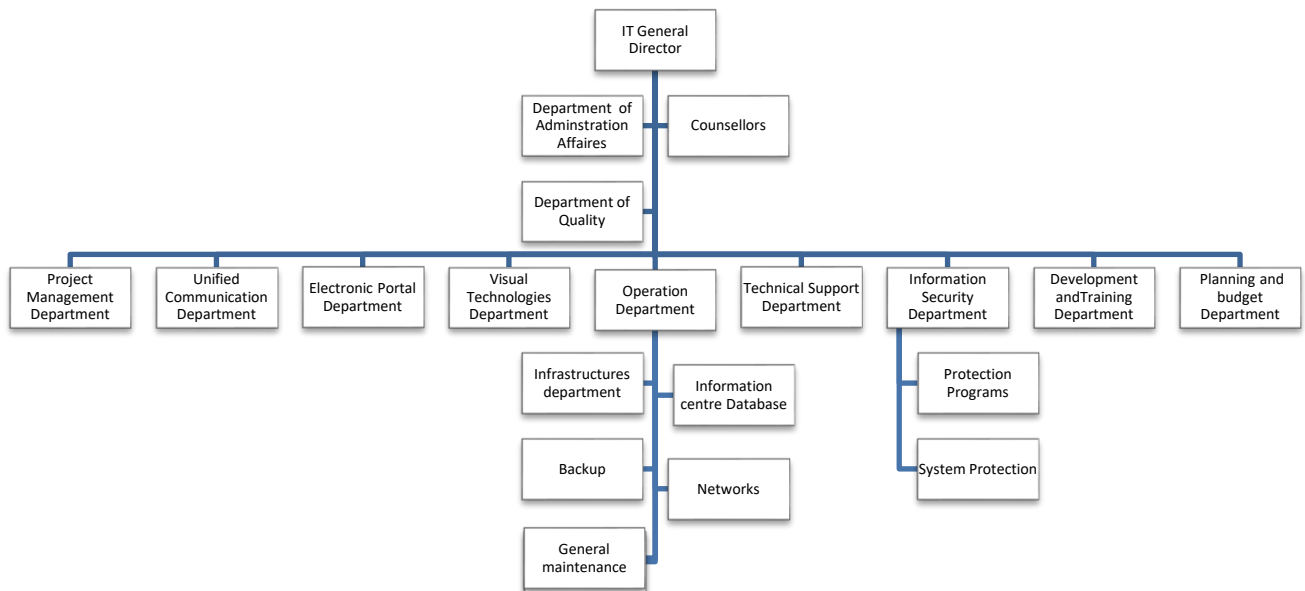 IT General
Director
Department of
Adminstration
Affaires
Counsellors
Department of
Quality
Project
Management
Department
Unified
Communication
Department
Electronic Portal
Department
Visual
Technologies
Department
Operation
Department
Technical Support
Department
Information
Security
Department
Development
andTraining
Department
Planning and
budget
Department
Infrastructures
department
Information
centre Database
Protection
Programs
Backup
Networks
System Protection
General
maintenance